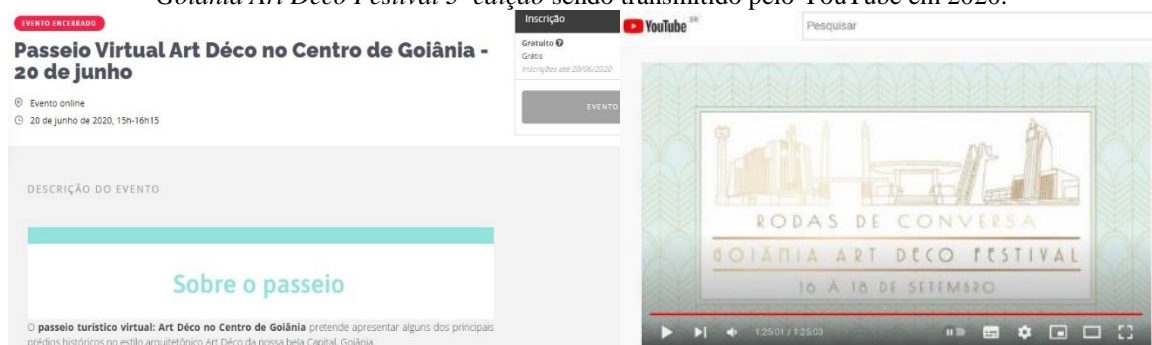 Goiânia Art Déco Festival 3ª edição sendo transmitido pelo YouTube em 2020.
EVENTO ENCERRADO
Passeio Virtual Art Déco no Centro de Goiânia -
20 de junho
Evento online
20 de junho de 2020, 15h-16h15
Inscrição
Gratuito
Grátis
Inscrições até 20/06/2020
EVENTO
DESCRIÇÃO DO EVENTO
Sobre o passeio
O passeio turístico virtual: Art Déco no Centro de Goiânia pretende apresentar alguns dos principais
prédios históricos no estilo arquitetônico Art Déco da nossa bela Capital, Goiânia.
YouTube BR
Pesquisar
RODAS DE CONVERSA
GOIÂNIA ART DECO FESTIVAL
16 À 18 DE SETEMBRO
1:25:01 / 1:25:03